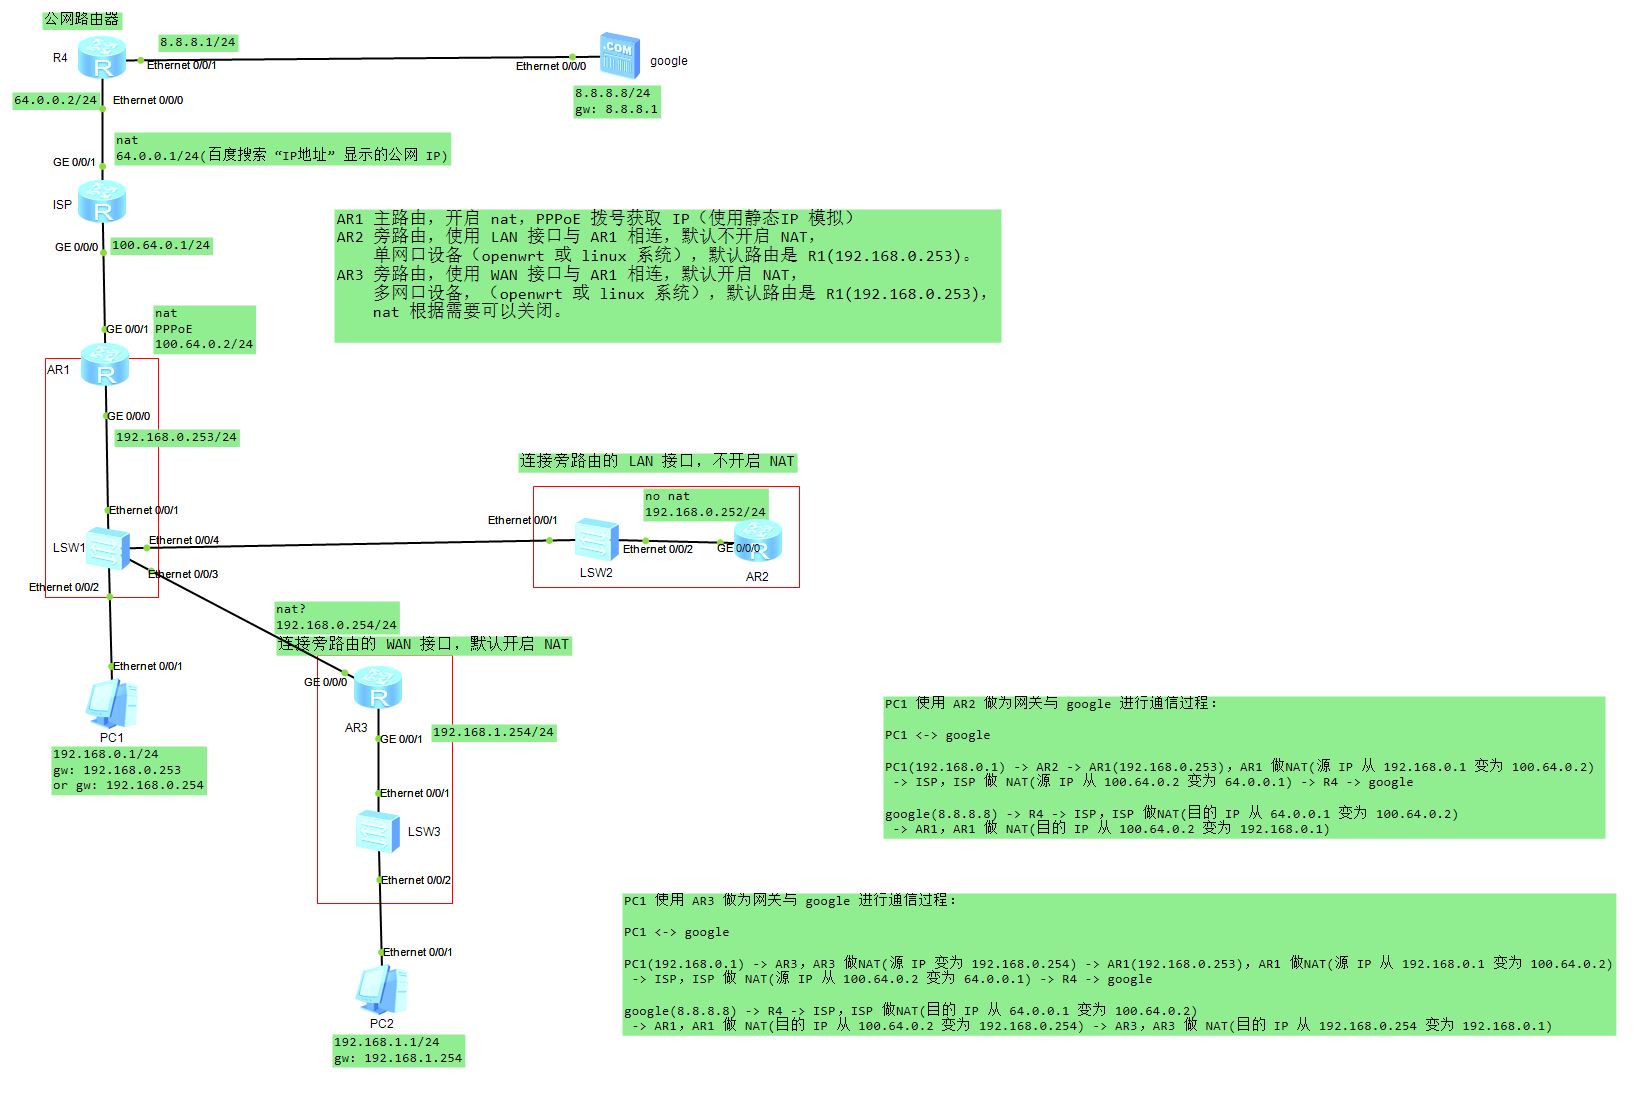 公网路由器
R4
8.8.8.1/24
Ethernet 0/0/1
Ethernet 0/0/0
google
8.8.8.8/24
gw: 8.8.8.1
64.0.0.2/24
Ethernet 0/0/0
nat
64.0.0.1/24(百度搜索 “IP地址” 显示的公网 IP)
GE 0/0/1
ISP
GE 0/0/0
100.64.0.1/24
AR1 主路由, 开启 nat, PPPoE 拨号获取 IP（使用静态IP 模拟）
AR2 旁路由, 使用 LAN 接口与 AR1 相连, 默认不开启 NAT,
单网口设备（openwrt 或 linux 系统）, 默认路由是 R1(192.168.0.253)。
AR3 旁路由, 使用 WAN 接口与 AR1 相连, 默认开启 NAT,
多网口设备, （openwrt 或 linux 系统）, 默认路由是 R1(192.168.0.253),
nat 根据需要可以关闭。
nat
PPPoE
100.64.0.2/24
GE 0/0/1
AR1
GE 0/0/0
192.168.0.253/24
Ethernet 0/0/1
LSW1
Ethernet 0/0/4
Ethernet 0/0/3
Ethernet 0/0/2
连接旁路由的 LAN 接口, 不开启 NAT
no nat
192.168.0.252/24
Ethernet 0/0/1
Ethernet 0/0/2
GE 0/0/0
LSW2
AR2
nat?
192.168.0.254/24
连接旁路由的 WAN 接口, 默认开启 NAT
Ethernet 0/0/1
PC1
192.168.0.1/24
gw: 192.168.0.253
or gw: 192.168.0.254
GE 0/0/0
AR3
GE 0/0/1
192.168.1.254/24
Ethernet 0/0/1
LSW3
Ethernet 0/0/2
Ethernet 0/0/1
PC2
192.168.1.1/24
gw: 192.168.1.254
PC1 使用 AR2 做为网关与 google 进行通信过程:
PC1 <-> google
PC1(192.168.0.1) -> AR2 -> AR1(192.168.0.253), AR1 做NAT(源 IP 从 192.168.0.1 变为 100.64.0.2)
-> ISP, ISP 做 NAT(源 IP 从 100.64.0.2 变为 64.0.0.1) -> R4 -> google
google(8.8.8.8) -> R4 -> ISP, ISP 做NAT(目的 IP 从 64.0.0.1 变为 100.64.0.2)
-> AR1, AR1 做 NAT(目的 IP 从 100.64.0.2 变为 192.168.0.1)
PC1 使用 AR3 做为网关与 google 进行通信过程:
PC1 <-> google
PC1(192.168.0.1) -> AR3, AR3 做NAT(源 IP 变为 192.168.0.254) -> AR1(192.168.0.253), AR1 做NAT(源 IP 从 192.168.0.1 变为 100.64.0.2)
-> ISP, ISP 做 NAT(源 IP 从 100.64.0.2 变为 64.0.0.1) -> R4 -> google
google(8.8.8.8) -> R4 -> ISP, ISP 做NAT(目的 IP 从 64.0.0.1 变为 100.64.0.2)
-> AR1, AR1 做 NAT(目的 IP 从 100.64.0.2 变为 192.168.0.254) -> AR3, AR3 做 NAT(目的 IP 从 192.168.0.254 变为 192.168.0.1)